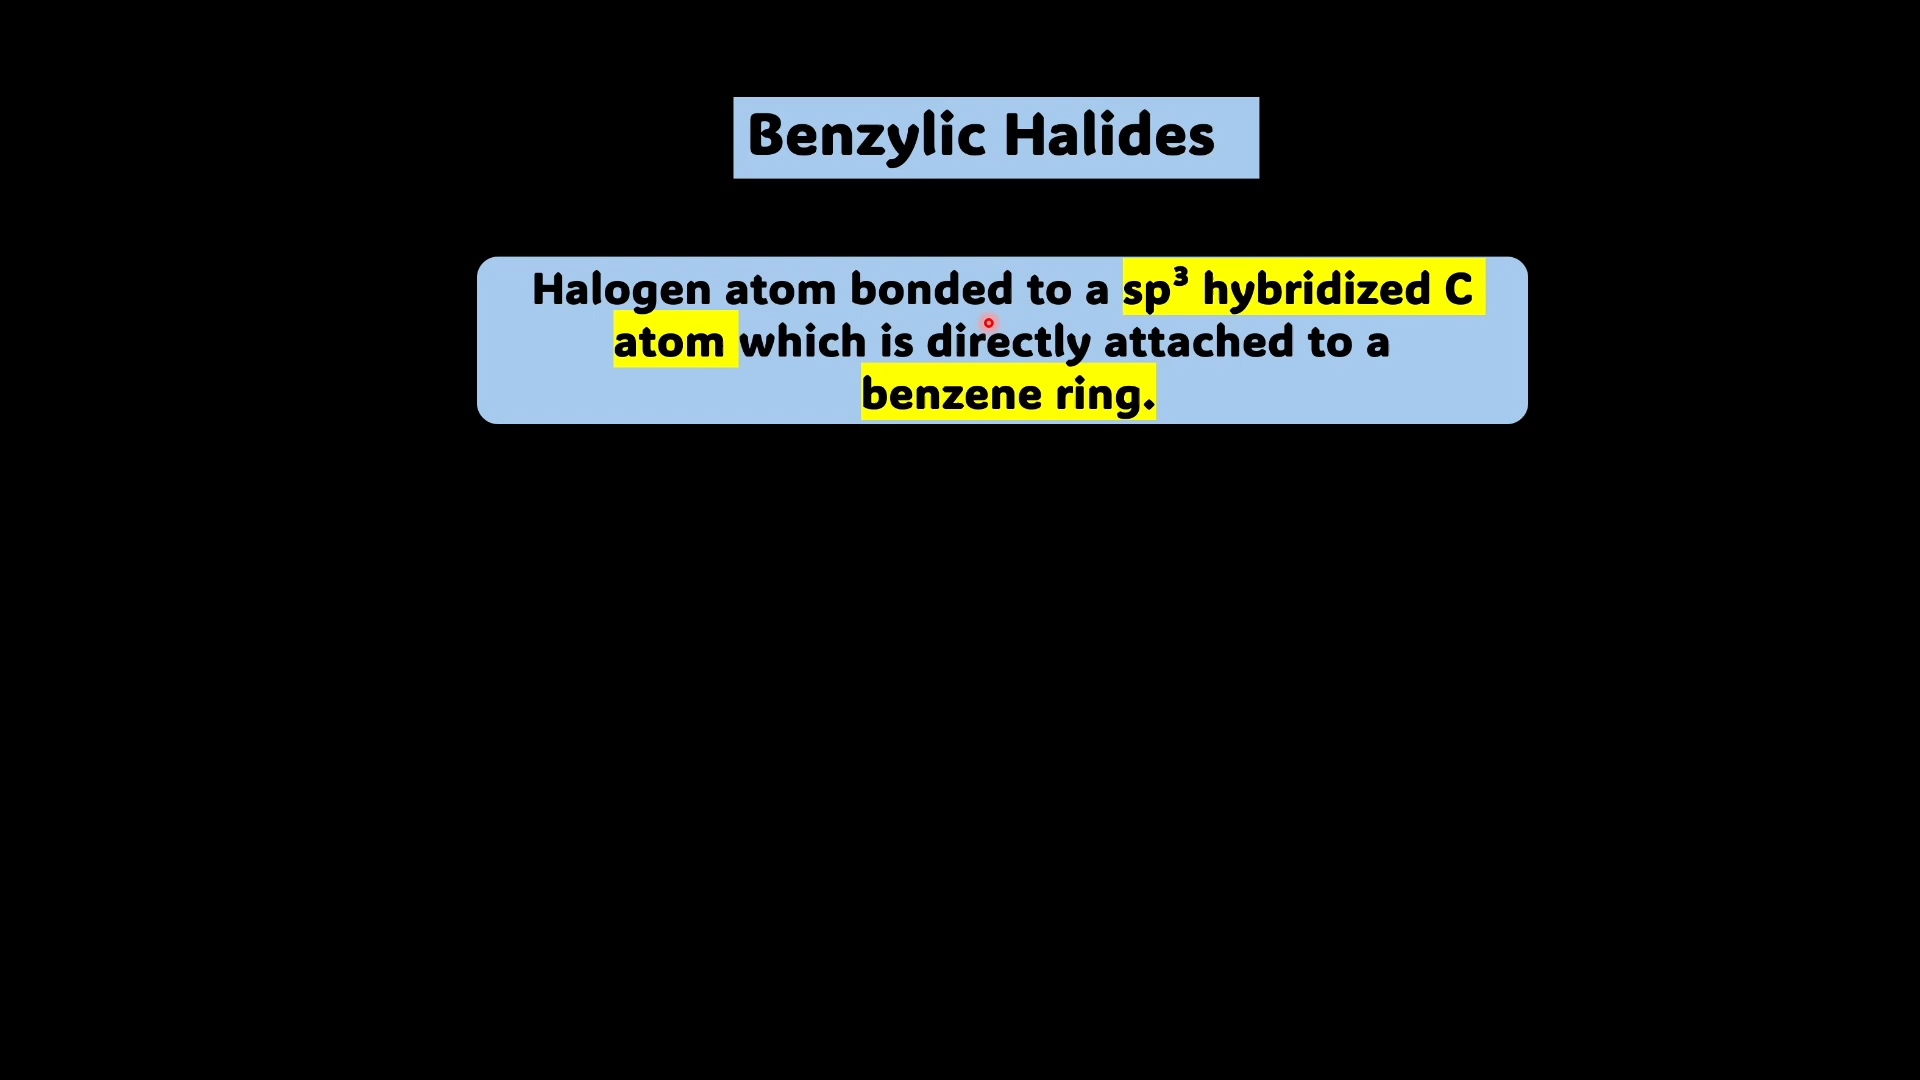 Benzylic Halides
Halogen atom bonded to a sp³ hybridized C
atom which is directly attached to a
benzene ring.